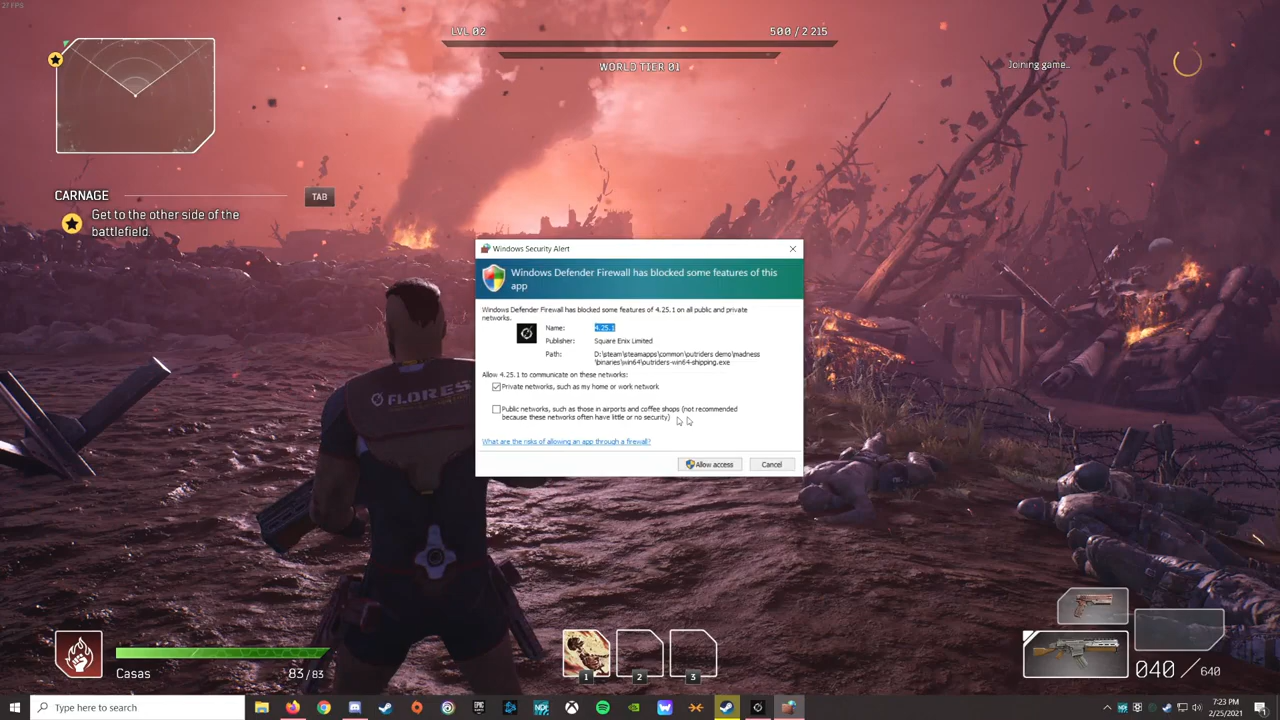 27 FPS
LVL 02
500 / 2 215
WORLD TIER 01
Joining game..
CARNAGE
TAB
Get to the other side of the
battlefield.
Windows Security Alert
Windows Defender Firewall has blocked some features of this
app
Windows Defender Firewall has blocked some features of 4.25.1 on all public and private
networks.
Name: 4.25.1
Publisher: Square Enix Limited
Path: D:\steam\steamapps\common\outriders demo\madness
\binaries\win64\outriders-win64-shipping.exe
Allow 4.25.1 to communicate on these networks:
Private networks, such as my home or work network
Public networks, such as those in airports and coffee shops (not recommended
because these networks often have little or no security)
What are the risks of allowing an app through a firewall?
Allow access
Cancel
FLORES
Casas
83/83
1
2
3
040 / 640
Type here to search
EPIC
GAMES
NDI
7:23 PM
2/25/2021